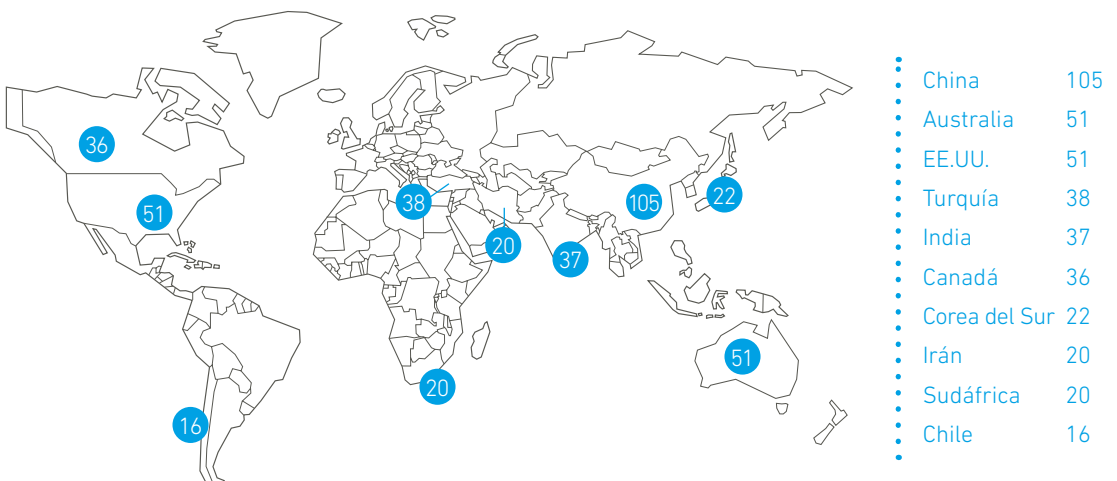 36
51
38
20
105
22
37
51
20
16
China 105
Australia 51
EE.UU. 51
Turquía 38
India 37
Canadá 36
Corea del Sur 22
Irán 20
Sudáfrica 20
Chile 16